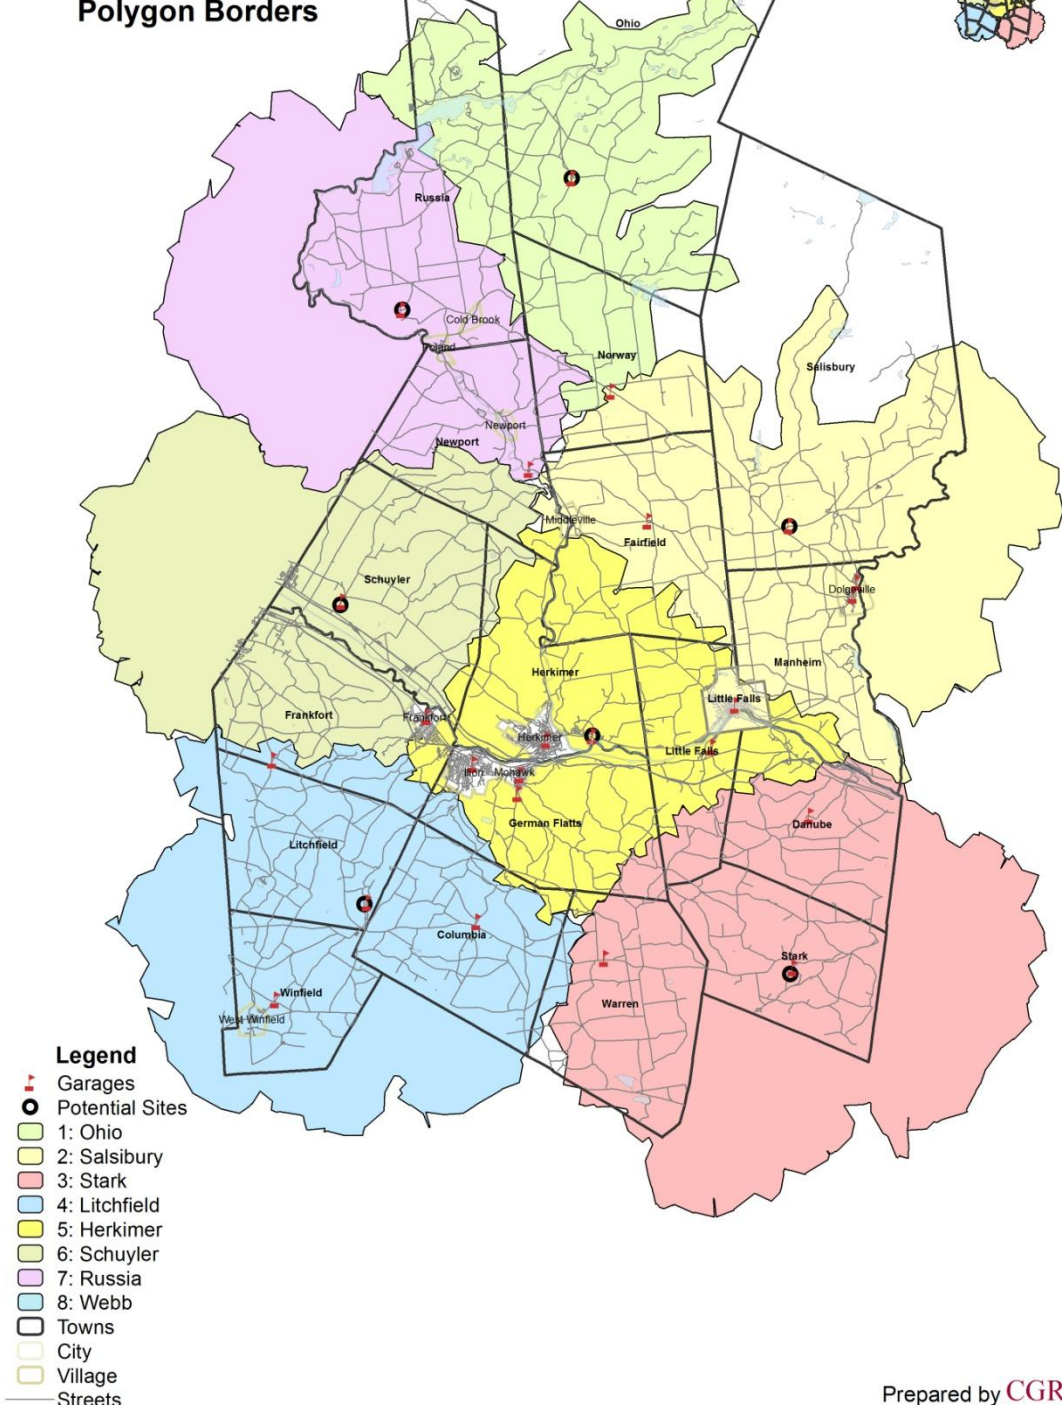 Polygon Borders
Ohio
Russia
Cold Brook
Poland
Norway
Salisbury
Newport
Newport
Middleville
Fairfield
Schuyler
Dolgeville
Herkimer
Manheim
Little Falls
Frankfort
Frankfort
Herkimer
Little Falls
Ilion
Mohawk
German Flatts
Danube
Litchfield
Columbia
Stark
Winfield
Warren
West Winfield
Legend
Garages
Potential Sites
1: Ohio
2: Salsibury
3: Stark
4: Litchfield
5: Herkimer
6: Schuyler
7: Russia
8: Webb
Towns
City
Village
Streets
Prepared by CGR